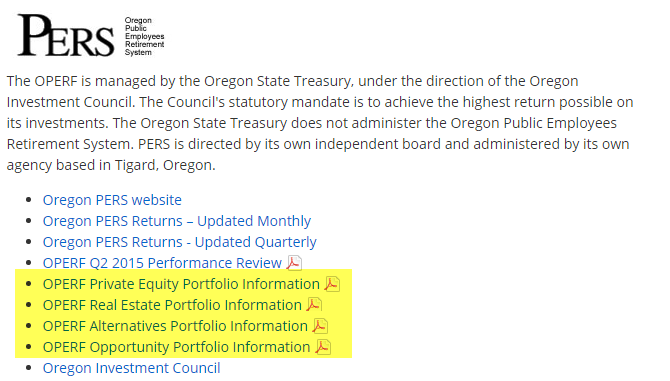 PERS
Oregon
Public
Employees
Retirement
System
The OPERF is managed by the Oregon State Treasury, under the direction of the Oregon
Investment Council. The Council's statutory mandate is to achieve the highest return possible on
its investments. The Oregon State Treasury does not administer the Oregon Public Employees
Retirement System. PERS is directed by its own independent board and administered by its own
agency based in Tigard, Oregon.
• Oregon PERS website
• Oregon PERS Returns – Updated Monthly
• Oregon PERS Returns - Updated Quarterly
• OPERF Q2 2015 Performance Review
• OPERF Private Equity Portfolio Information
• OPERF Real Estate Portfolio Information
• OPERF Alternatives Portfolio Information
• OPERF Opportunity Portfolio Information
• Oregon Investment Council